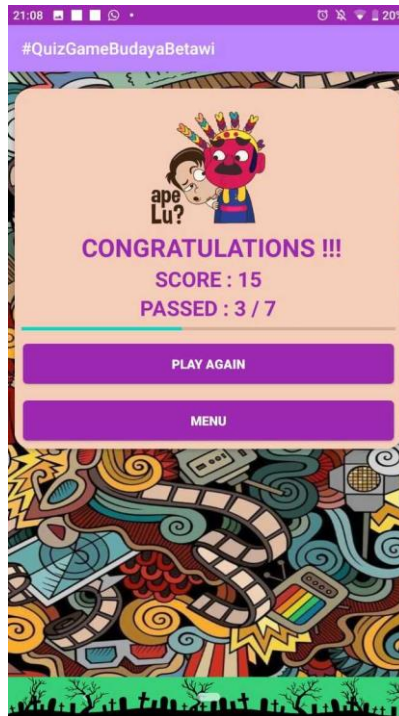 21:08
20%
#QuizGameBudayaBetawi
ape
Lu?
CONGRATULATIONS !!!
SCORE : 15
PASSED : 3 / 7
PLAY AGAIN
MENU